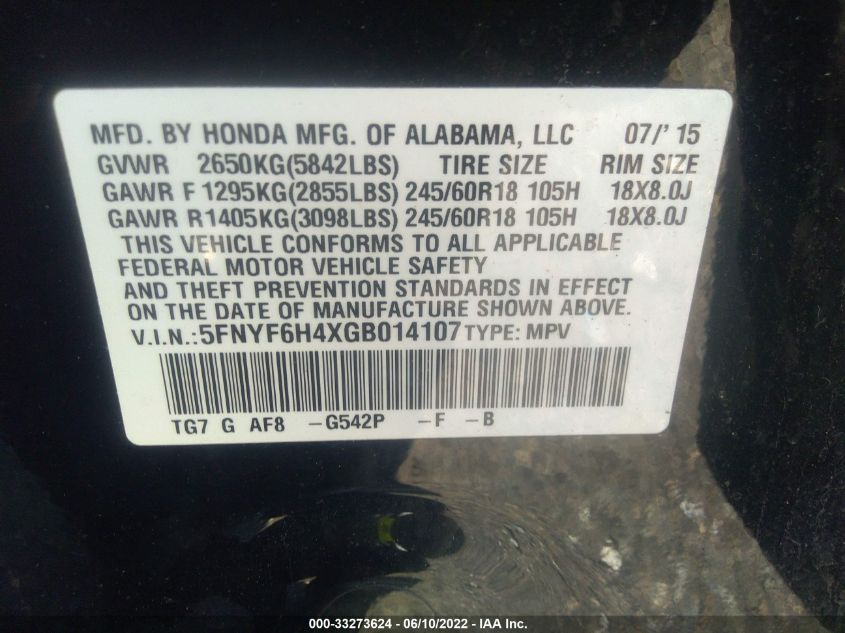 MFD. BY HONDA MFG. OF ALABAMA, LLC 07/' 15
GVWR 2650KG(5842LBS) TIRE SIZE RIM SIZE
GAWR F 1295KG(2855LBS) 245/60R18 105H 18X8.0J
GAWR R1405KG(3098LBS) 245/60R18 105H 18X8.0J
THIS VEHICLE CONFORMS TO ALL APPLICABLE
FEDERAL MOTOR VEHICLE SAFETY
AND THEFT PREVENTION STANDARDS IN EFFECT
ON THE DATE OF MANUFACTURE SHOWN ABOVE.
V.I.N.:5FNYF6H4XGB014107 TYPE: MPV
TG7 G AF8 -G542P -F -B
000-33273624 - 06/10/2022 - IAA Inc.